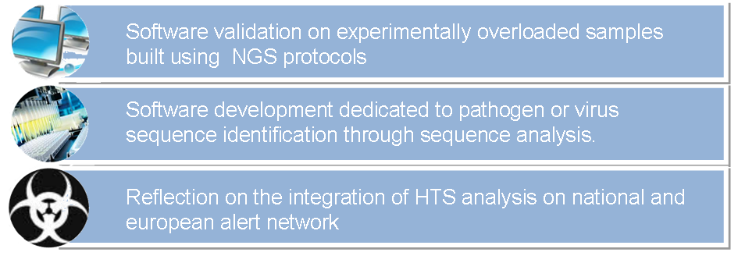 Software validation on experimentally overloaded samples
built using NGS protocols
Software development dedicated to pathogen or virus
sequence identification through sequence analysis.
Reflection on the integration of HTS analysis on national and
european alert network